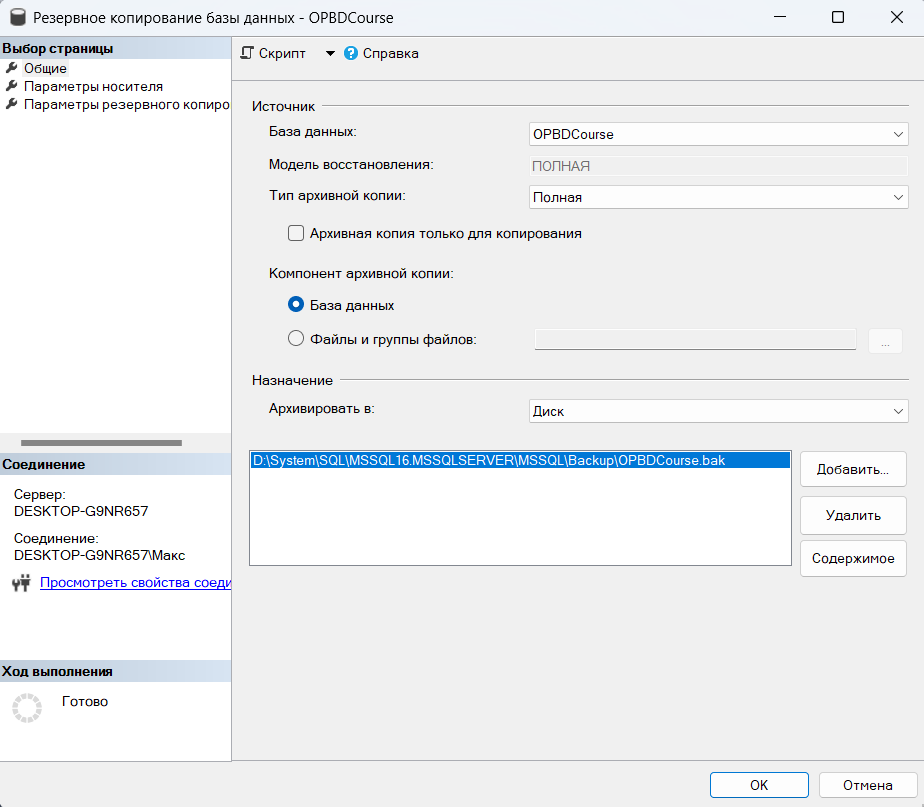 Резервное копирование базы данных - OPBDCourse
Выбор страницы
Общие
Параметры носителя
Параметры резервного копиро
Скрипт
Справка
Источник
База данных:
OPBDCourse
Модель восстановления:
ПОЛНАЯ
Тип архивной копии:
Полная
Архивная копия только для копирования
Компонент архивной копии:
База данных
Файлы и группы файлов:
...
Назначение
Архивировать в:
Диск
D:\System\SQL\MSSQL16.MSSQLSERVER\MSSQL\Backup\OPBDCourse.bak
Добавить...
Удалить
Содержимое
Соединение
Сервер:
DESKTOP-G9NR657
Соединение:
DESKTOP-G9NR657\Макс
Просмотреть свойства соеди
Ход выполнения
Готово
OK
Отмена